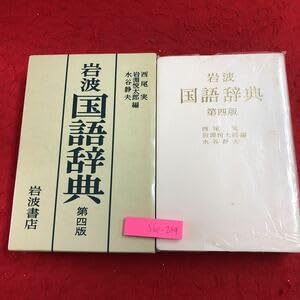 西尾 実
岩淵悦太郎 編
水谷静夫
岩波
国語辞典
第四版
岩波書店
岩波
国語辞典
第四版
西尾 実
岩淵悦太郎 編
水谷静夫